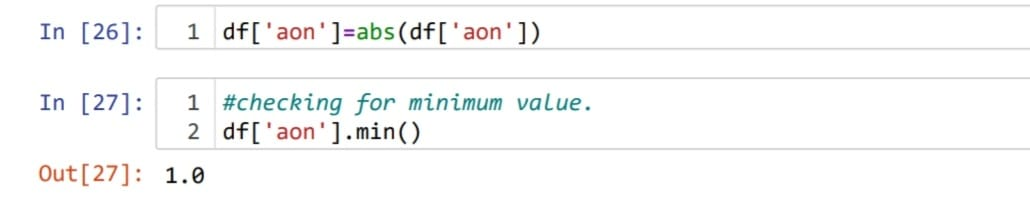 In [26]: 1 df['aon']=abs(df['aon'])
In [27]: 1 #checking for minimum value.
2 df['aon'].min()
Out[27]: 1.0